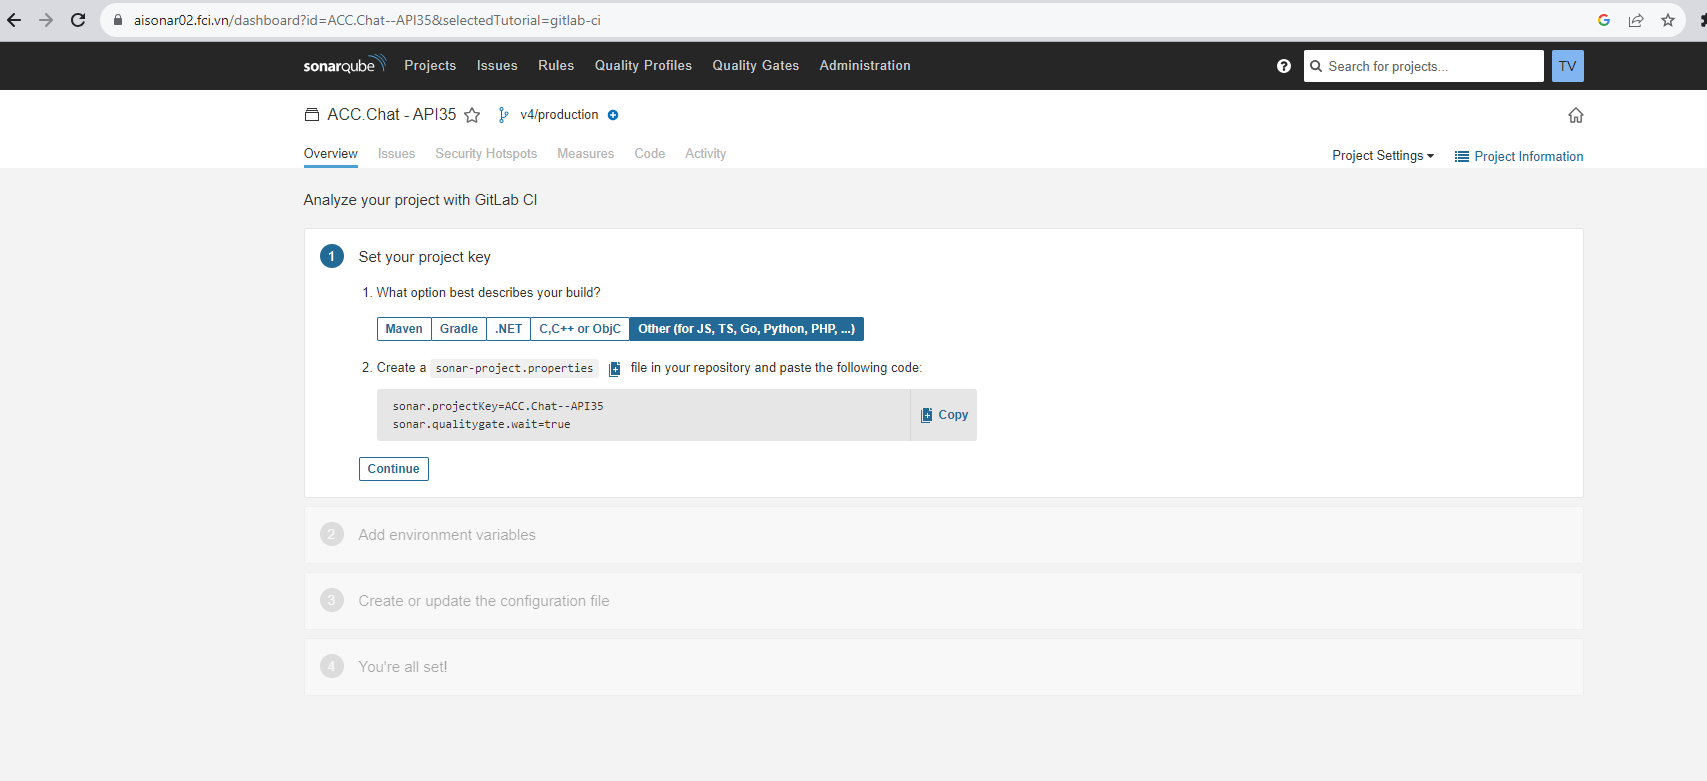 aisonar02.fci.vn/dashboard?id=ACC.Chat--API35&selectedTutorial=gitlab-ci
sonarqube Projects Issues Rules Quality Profiles Quality Gates Administration ? Search for projects... TV
ACC.Chat - API35 v4/production
Overview Issues Security Hotspots Measures Code Activity Project Settings Project Information
Analyze your project with GitLab CI
1 Set your project key
1. What option best describes your build?
Maven Gradle .NET C,C++ or ObjC Other (for JS, TS, Go, Python, PHP, ...)
2. Create a sonar-project.properties file in your repository and paste the following code:
sonar.projectKey=ACC.Chat--API35
sonar.qualitygate.wait=true
Copy
Continue
2 Add environment variables
3 Create or update the configuration file
4 You're all set!